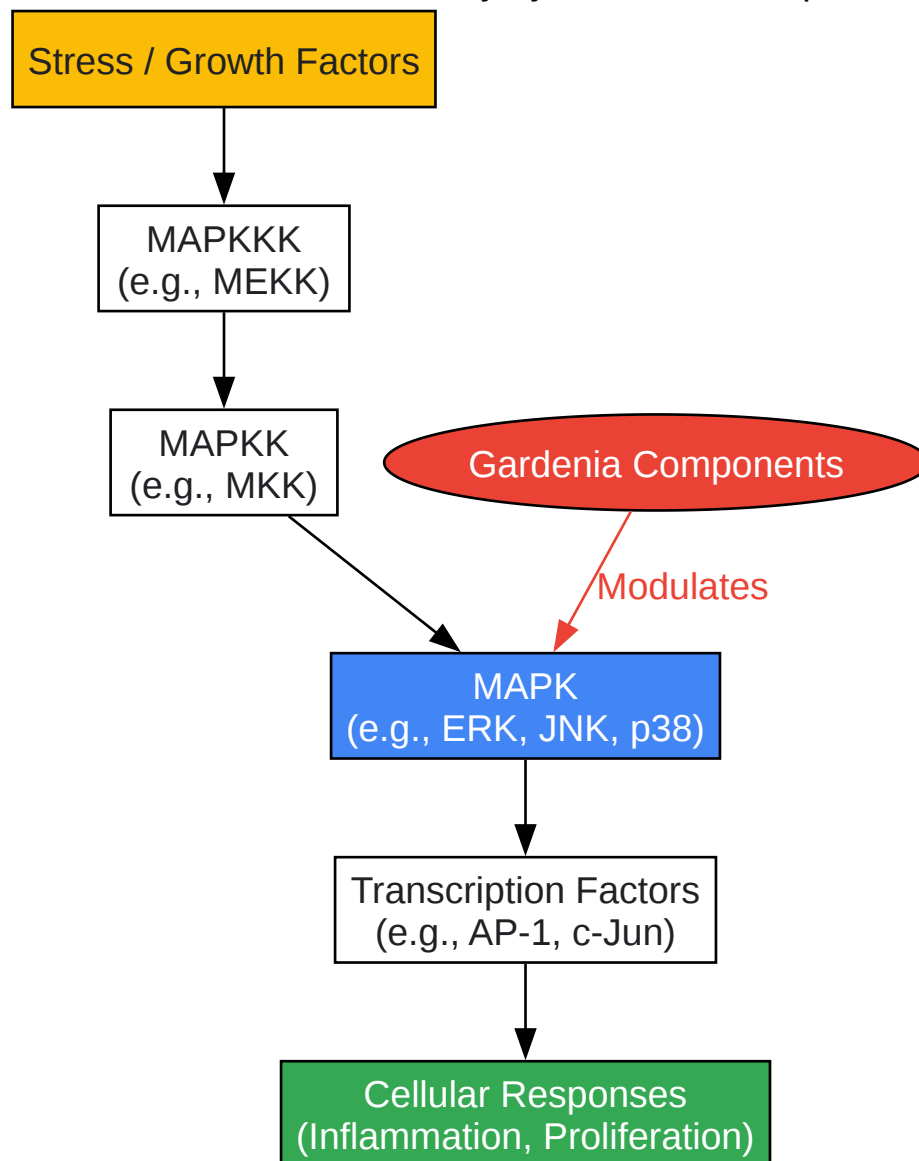 Stress / Growth Factors
MAPKKK
(e.g., MEKK)
MAPKK
(e.g., MKK)
Gardenia Components
Modulates
MAPK
(e.g., ERK, JNK, p38)
Transcription Factors
(e.g., AP-1, c-Jun)
Cellular Responses
(Inflammation, Proliferation)